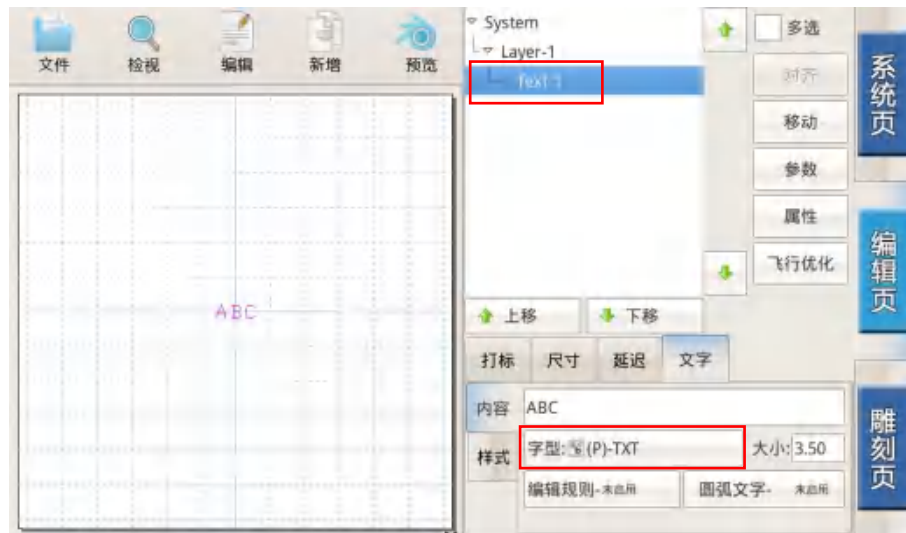 文件 检视 编辑 新增 预览
System
Layer-1
Text-1
多选
对齐
移动
参数
属性
飞行优化
上移 下移
系统页
编辑页
雕刻页
ABC
打标 尺寸 延迟 文字
内容 ABC
样式 字型: (P)-TXT 大小: 3.50
编辑规则-未启用 圆弧文字- 未启用